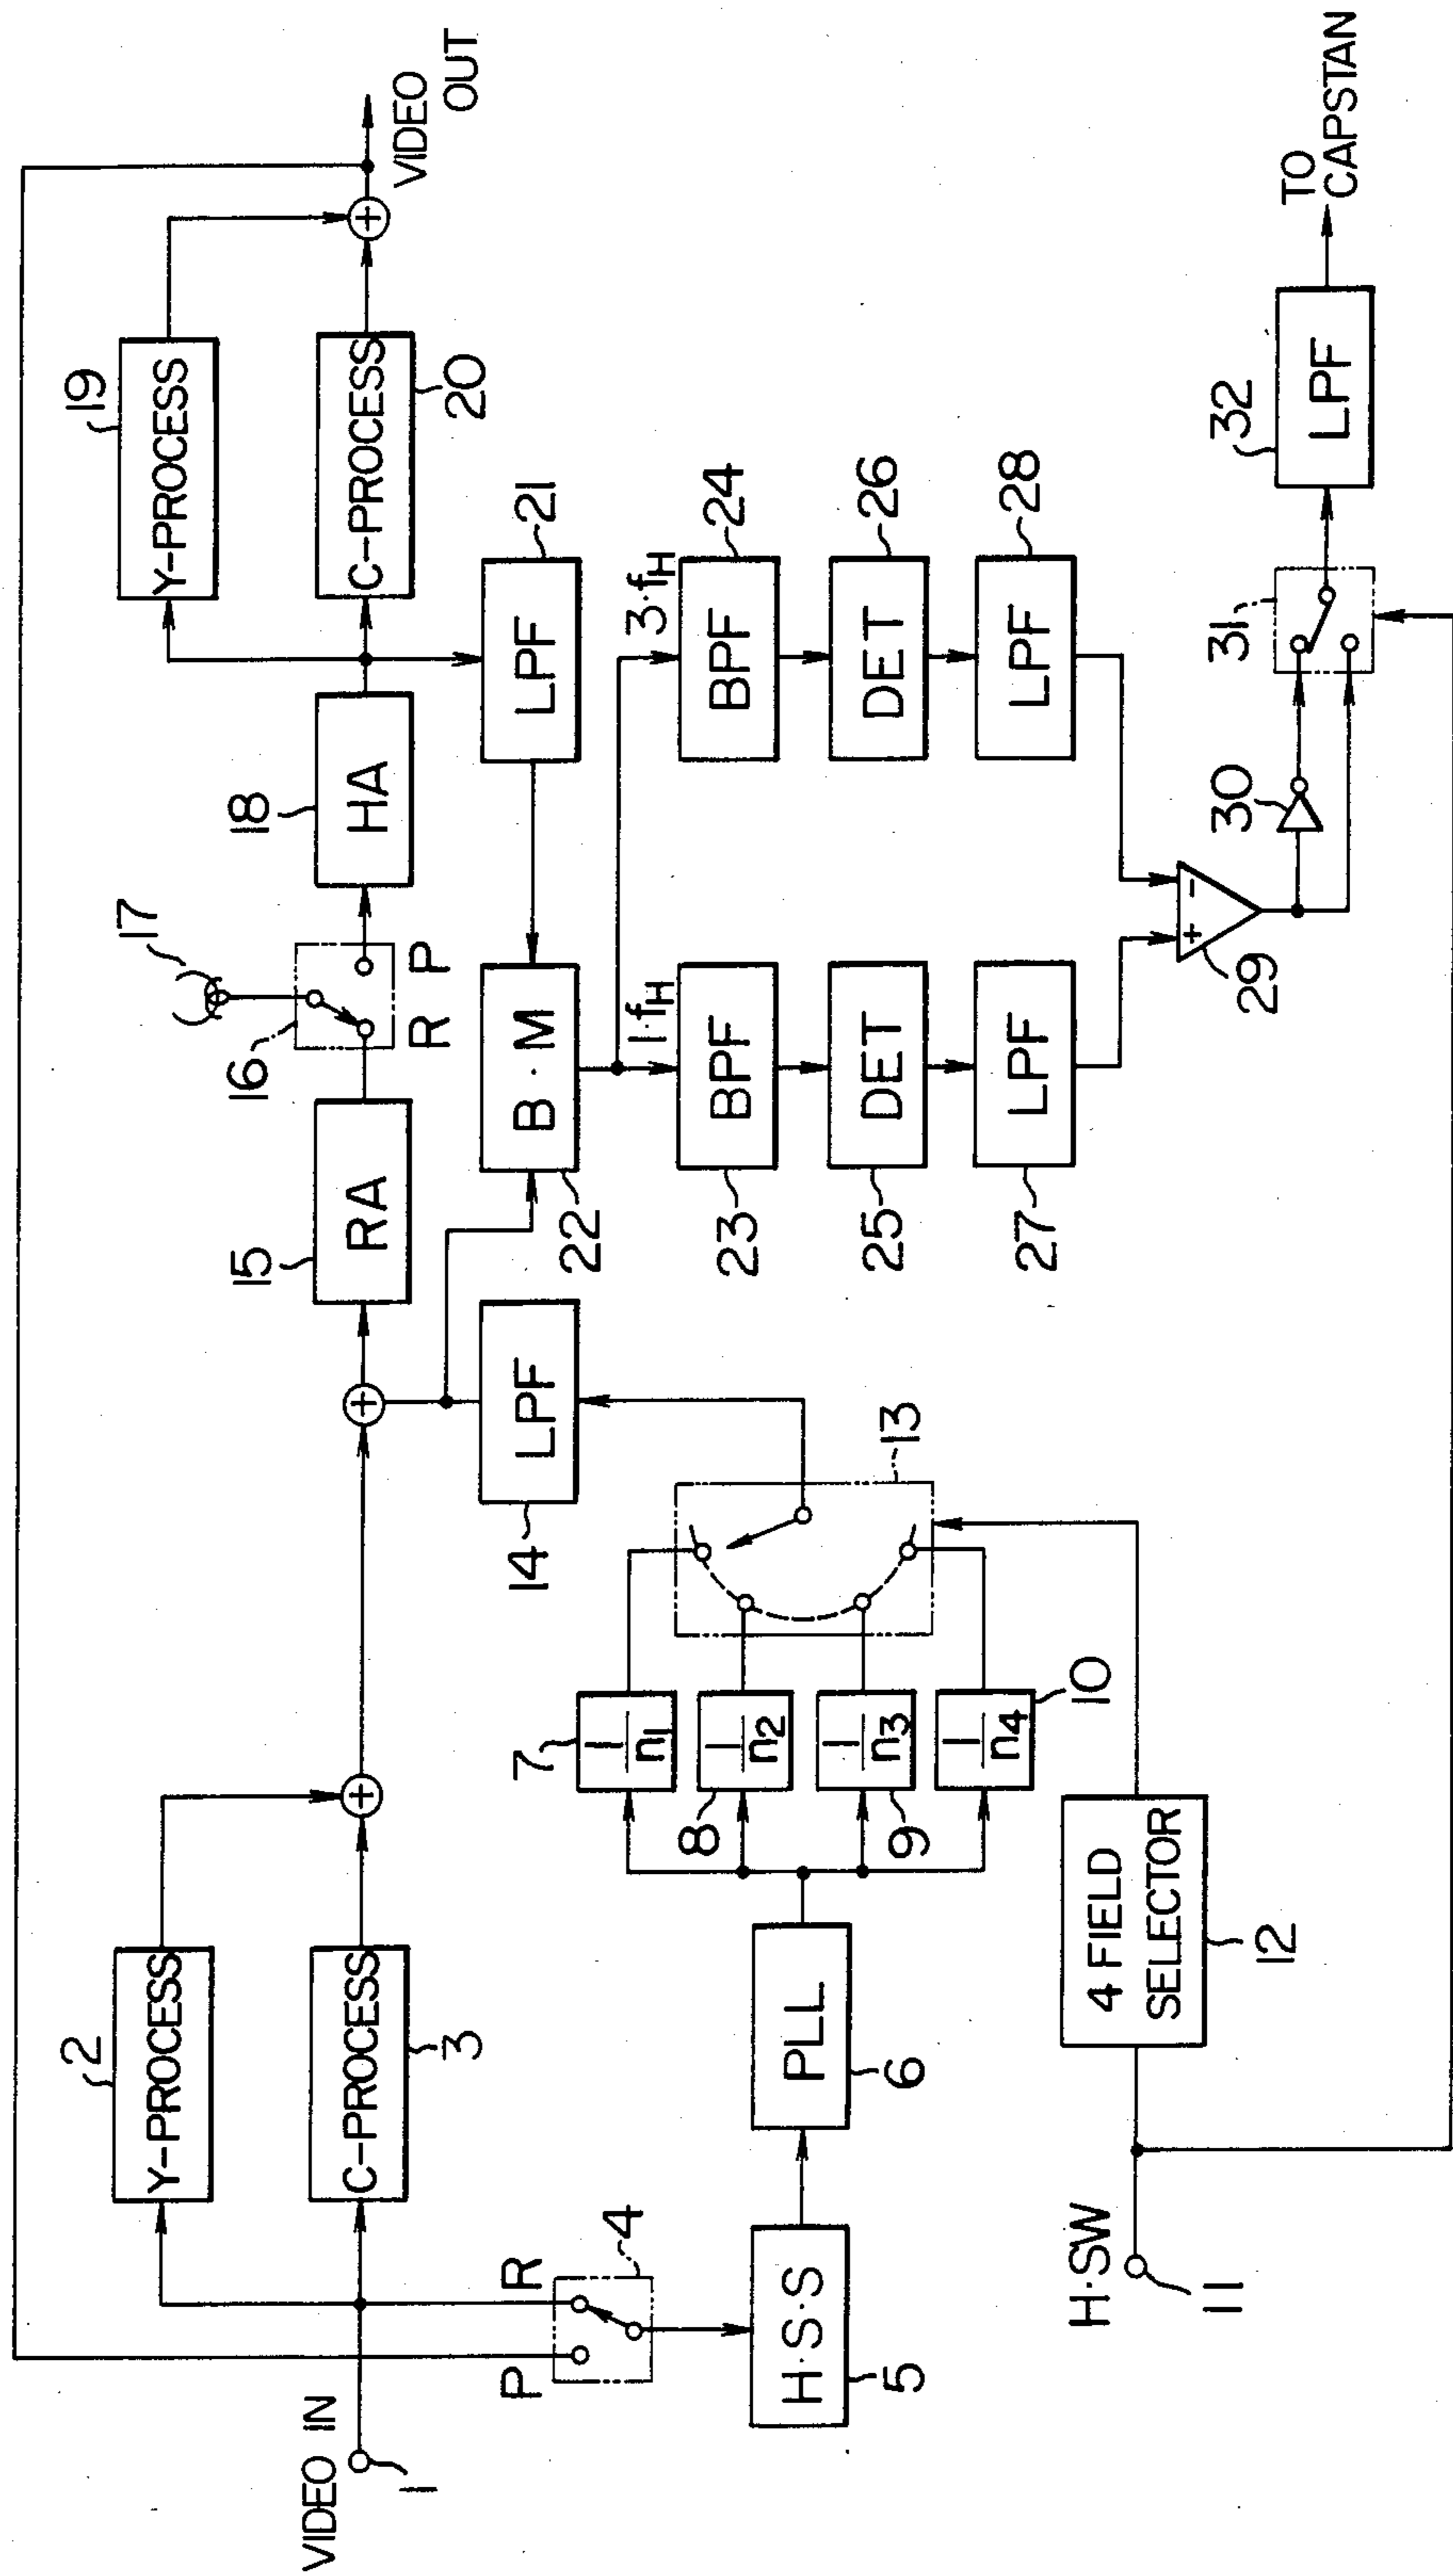 VIDEO IN
1
2
Y-PROCESS
C-PROCESS
3
P
R
4
H·S·S
5
PLL
6
7
1/n1
8
1/n2
9
1/n3
10
1/n4
H·SW
11
4 FIELD
SELECTOR
12
13
14
LPF
15
RA
16
17
R
P
18
HA
19
Y-PROCESS
C-PROCESS
20
VIDEO
OUT
21
LPF
B·M
22
1·fH
3·fH
23
BPF
24
BPF
25
DET
26
DET
27
LPF
28
LPF
+
-
29
30
31
32
LPF
TO
CAPSTAN